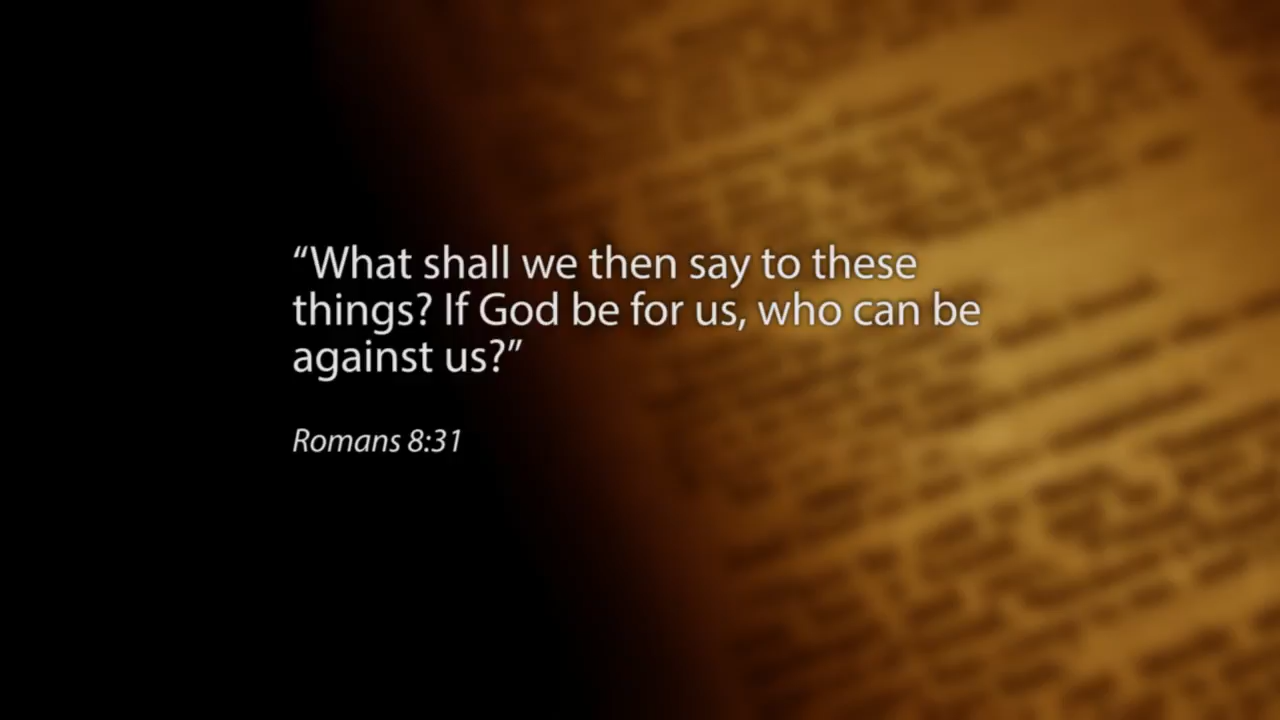 “What shall we then say to these
things? If God be for us, who can be
against us?”
Romans 8:31